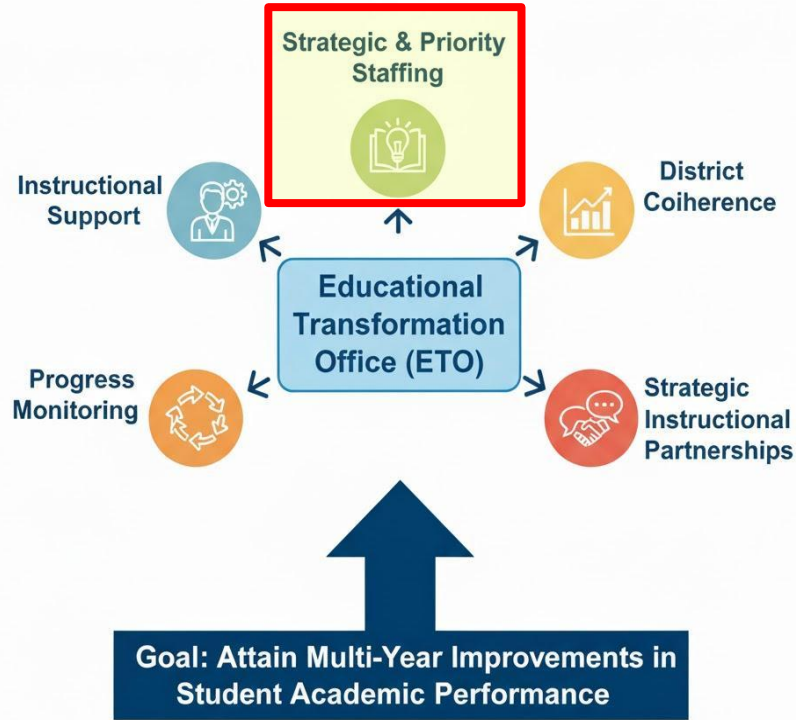 Strategic & Priority
Staffing
Instructional
Support
District
Coiherence
Educational
Transformation
Office (ETO)
Progress
Monitoring
Strategic
Instructional
Partnerships
Goal: Attain Multi-Year Improvements in
Student Academic Performance